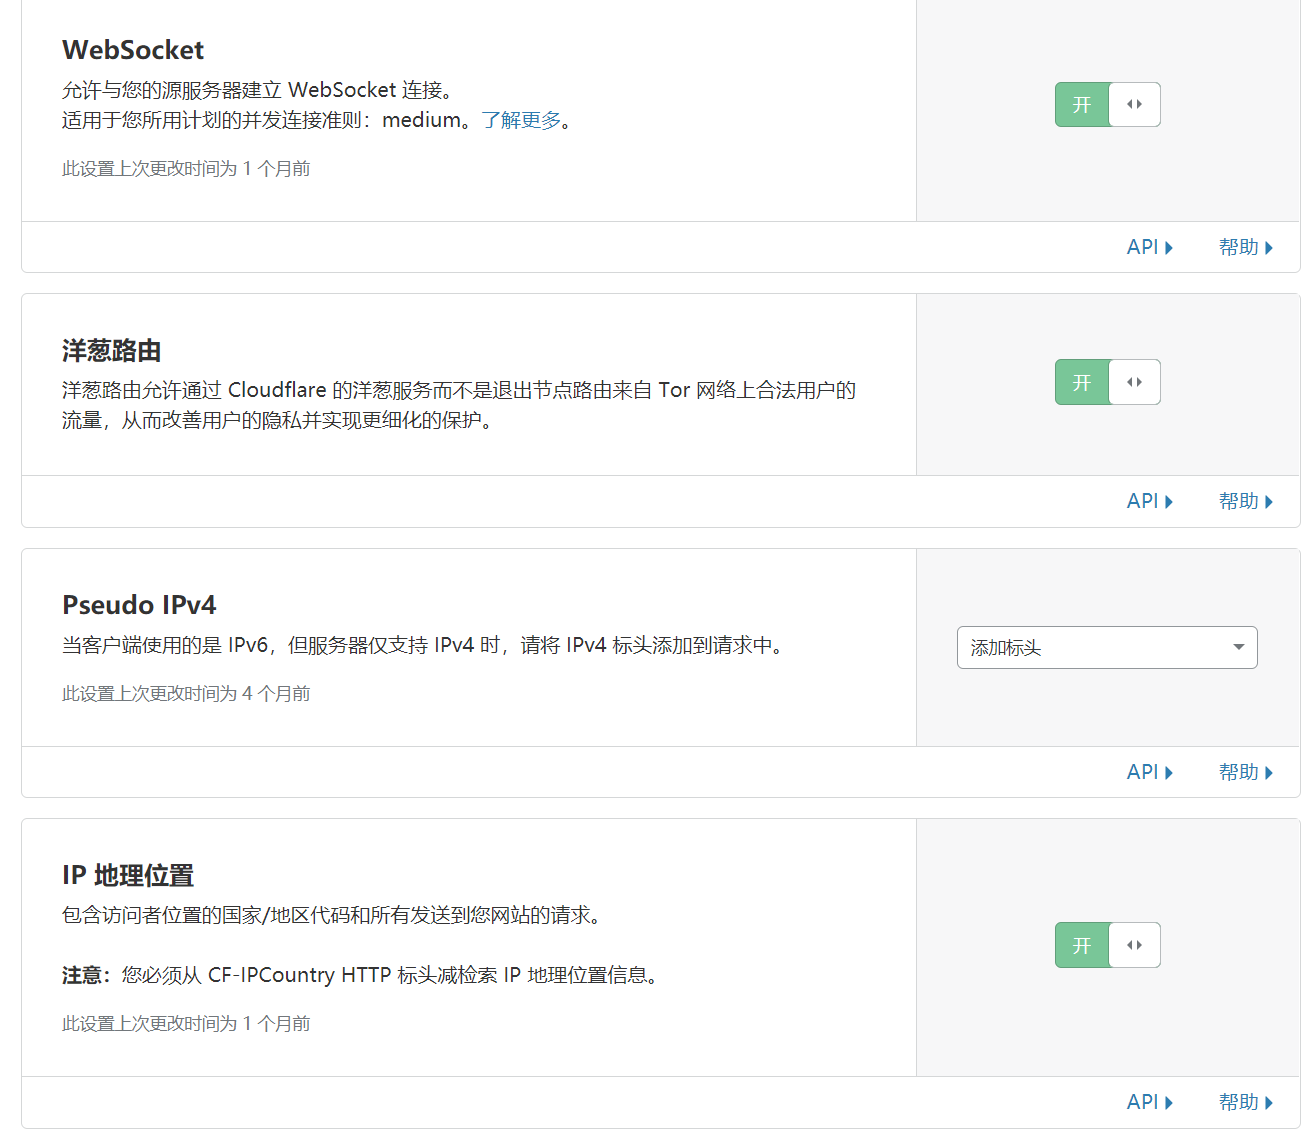 WebSocket
允许与您的源服务器建立 WebSocket 连接。
适用于您所用计划的并发连接准则：medium。了解更多。
此设置上次更改时间为 1 个月前
开
API
帮助
洋葱路由
洋葱路由允许通过 Cloudflare 的洋葱服务而不是退出节点路由来自 Tor 网络上合法用户的
流量，从而改善用户的隐私并实现更细化的保护。
开
API
帮助
Pseudo IPv4
当客户端使用的是 IPv6，但服务器仅支持 IPv4 时，请将 IPv4 标头添加到请求中。
此设置上次更改时间为 4 个月前
添加标头
API
帮助
IP 地理位置
包含访问者位置的国家/地区代码和所有发送到您网站的请求。
注意：您必须从 CF-IPCountry HTTP 标头减检索 IP 地理位置信息。
此设置上次更改时间为 1 个月前
开
API
帮助